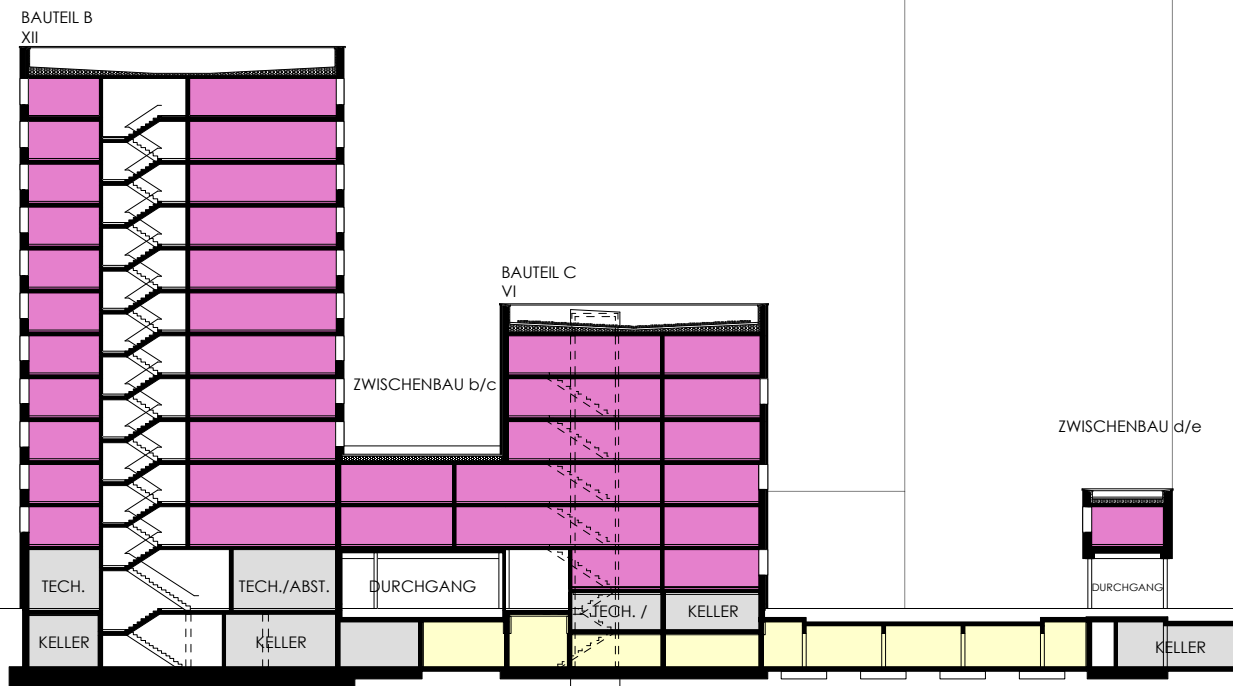 BAUTEIL B
XII
BAUTEIL C
VI
ZWISCHENBAU b/c
ZWISCHENBAU d/e
TECH.
TECH./ABST.
DURCHGANG
DURCHGANG
TECH. /
KELLER
KELLER
KELLER
KELLER